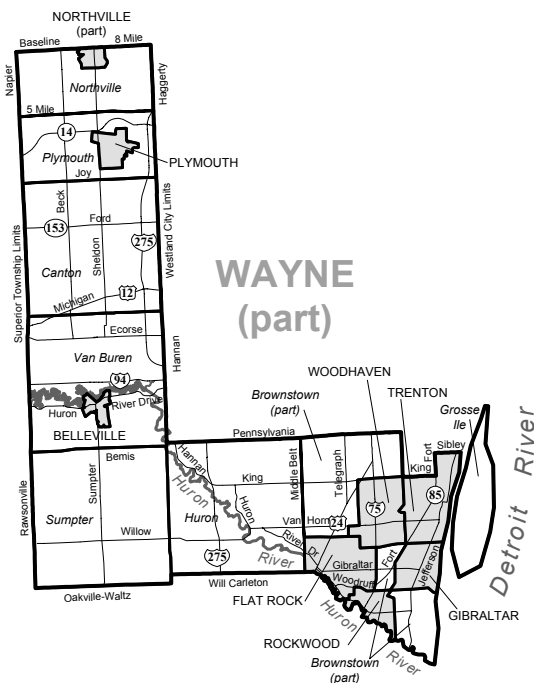 NORTHVILLE
(part)
Baseline
8 Mile
Napier
Haggerty
Northville
5 Mile
14
Plymouth
PLYMOUTH
Joy
Superior Township Limits
Westland City Limits
Beck
Sheldon
Ford
153
275
Canton
Michigan
12
WAYNE
(part)
Ecorse
Van Buren
Hannan
94
Huron
River Drive
BELLEVILLE
WOODHAVEN
Brownstown
(part)
TRENTON
Grosse
Ile
Pennsylvania
Fort
Sibley
Bemis
Hannan
King
Middle Belt
Telegraph
King
Rawsonville
Sumpter
Huron
Huron
75
85
Detroit River
Sumpter
Huron
Van Horn
24
Willow
275
River
River Dr.
Fort
Jefferson
Gibraltar
Woodruff
Will Carleton
Oakville-Waltz
FLAT ROCK
Huron
GIBRALTAR
ROCKWOOD
River
Brownstown
(part)